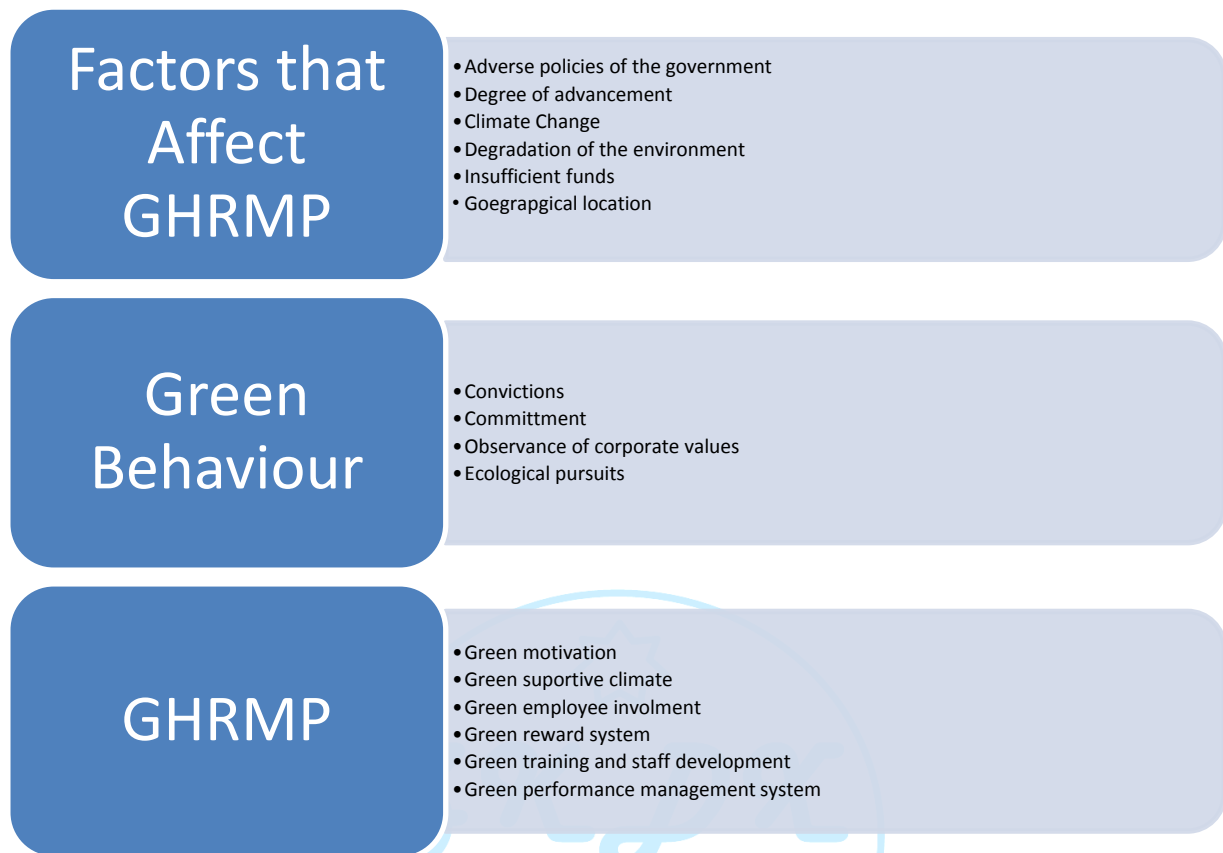 Factors that
Affect
GHRMP
•Adverse policies of the government
•Degree of advancement
•Climate Change
•Degradation of the environment
•Insufficient funds
•Goegrapgical location
Green
Behaviour
•Convictions
•Committment
•Observance of corporate values
•Ecological pursuits
GHRMP
•Green motivation
•Green suportive climate
•Green employee involment
•Green reward system
•Green training and staff development
•Green performance management system